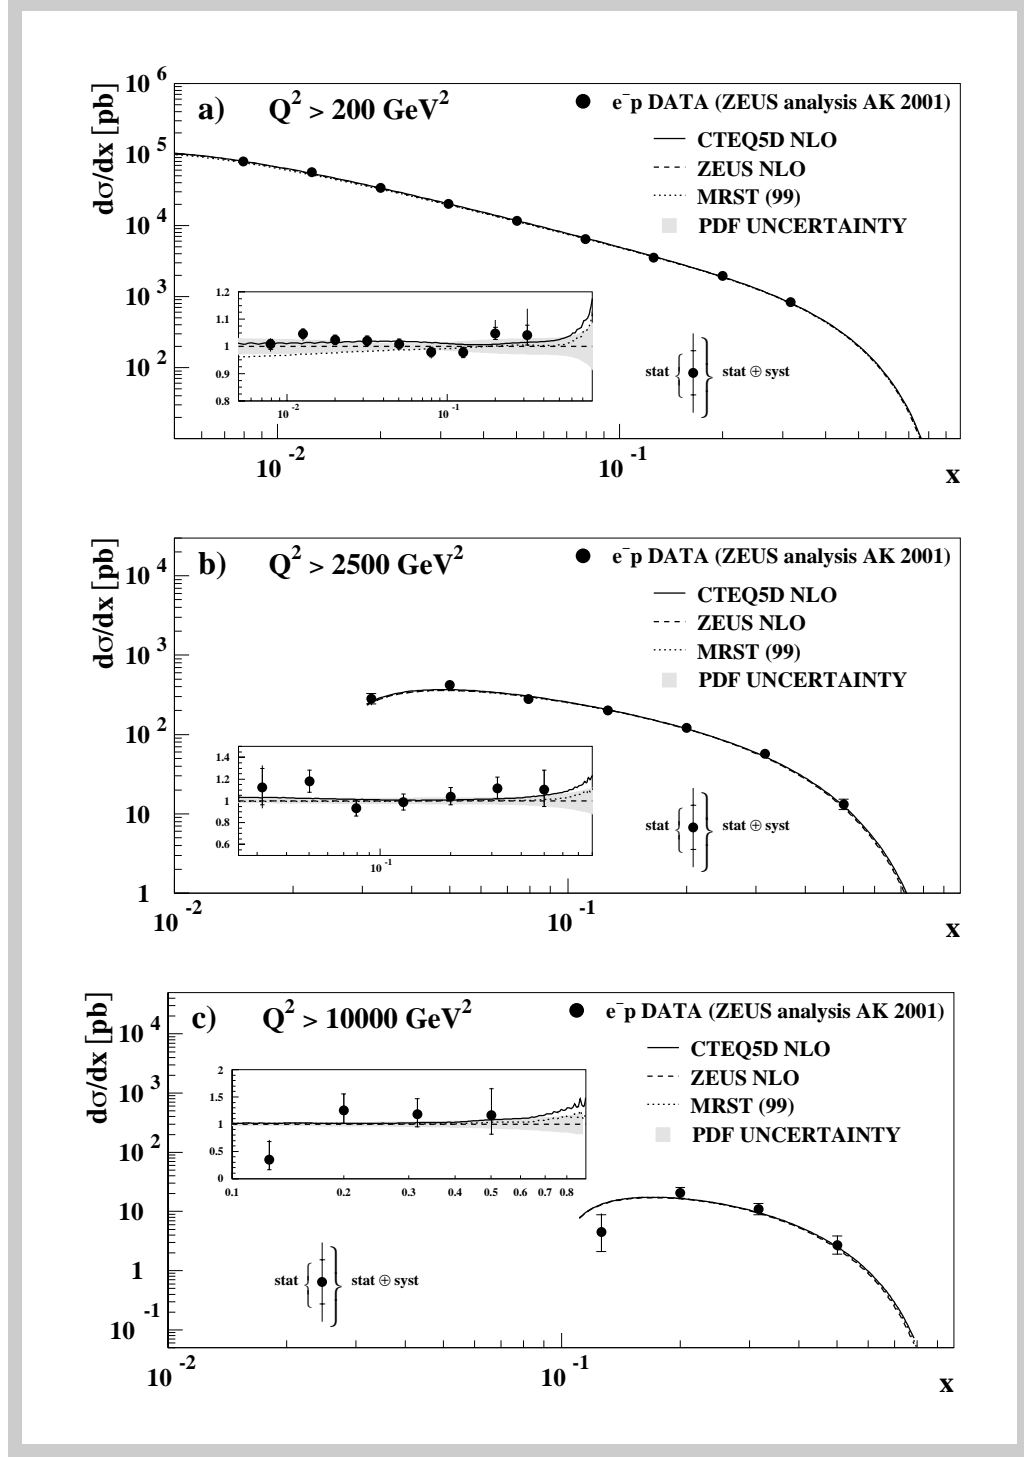 a) Q² > 200 GeV²
e⁻p DATA (ZEUS analysis AK 2001)
CTEQ5D NLO
ZEUS NLO
MRST (99)
PDF UNCERTAINTY
dσ/dx [pb]
10⁶
10⁵
10⁴
10³
10²
1.2
1.1
1
0.9
0.8
10⁻² 10⁻¹
stat stat ⊕ syst
10⁻² 10⁻¹
x
b) Q² > 2500 GeV²
e⁻p DATA (ZEUS analysis AK 2001)
CTEQ5D NLO
ZEUS NLO
MRST (99)
PDF UNCERTAINTY
dσ/dx [pb]
10⁴
10³
10²
10
1
1.4
1.2
1
0.8
0.6
10⁻¹
stat stat ⊕ syst
10⁻² 10⁻¹
x
c) Q² > 10000 GeV²
e⁻p DATA (ZEUS analysis AK 2001)
CTEQ5D NLO
ZEUS NLO
MRST (99)
PDF UNCERTAINTY
dσ/dx [pb]
10⁴
10³
10²
10
1
10⁻¹
2
1.5
1
0.5
0
0.1 0.2 0.3 0.4 0.5 0.6 0.7 0.8
stat stat ⊕ syst
10⁻² 10⁻¹
x